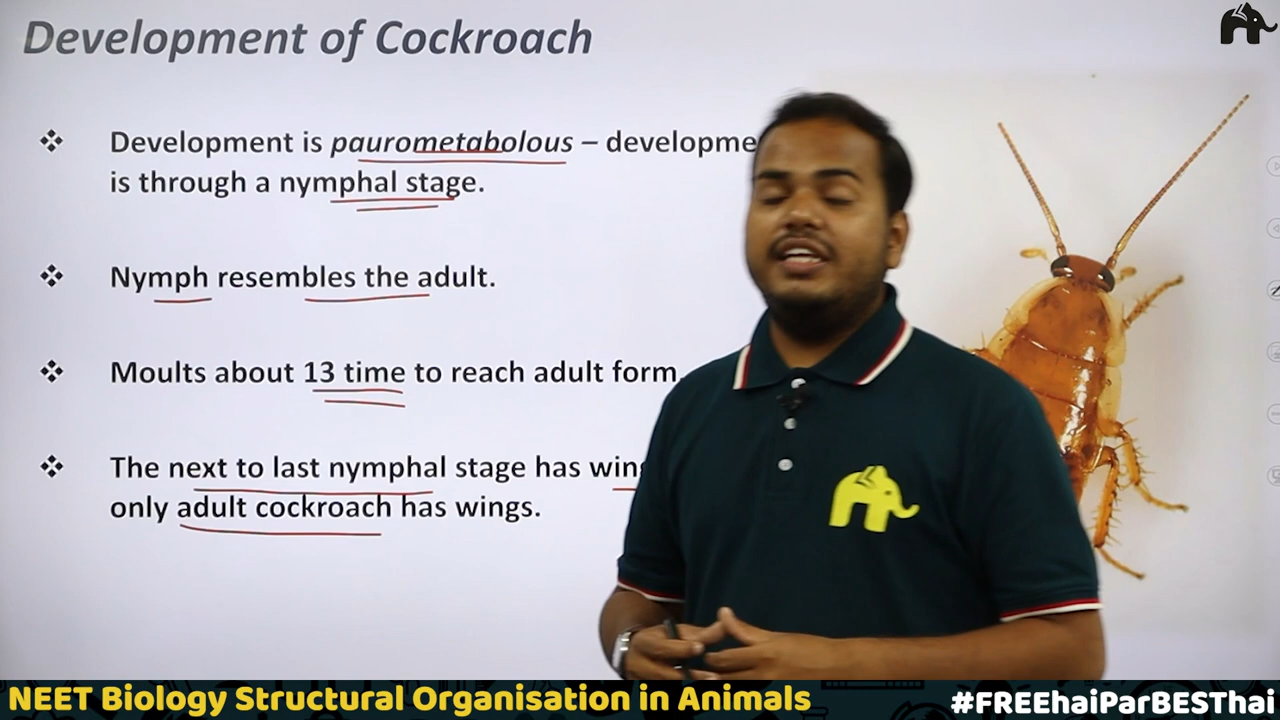 Development of Cockroach
Development is paurometabolous – developme
is through a nymphal stage.
Nymph resembles the adult.
Moults about 13 time to reach adult form.
The next to last nymphal stage has wing
only adult cockroach has wings.
NEET Biology Structural Organisation in Animals
#FREEhaiParBESThai